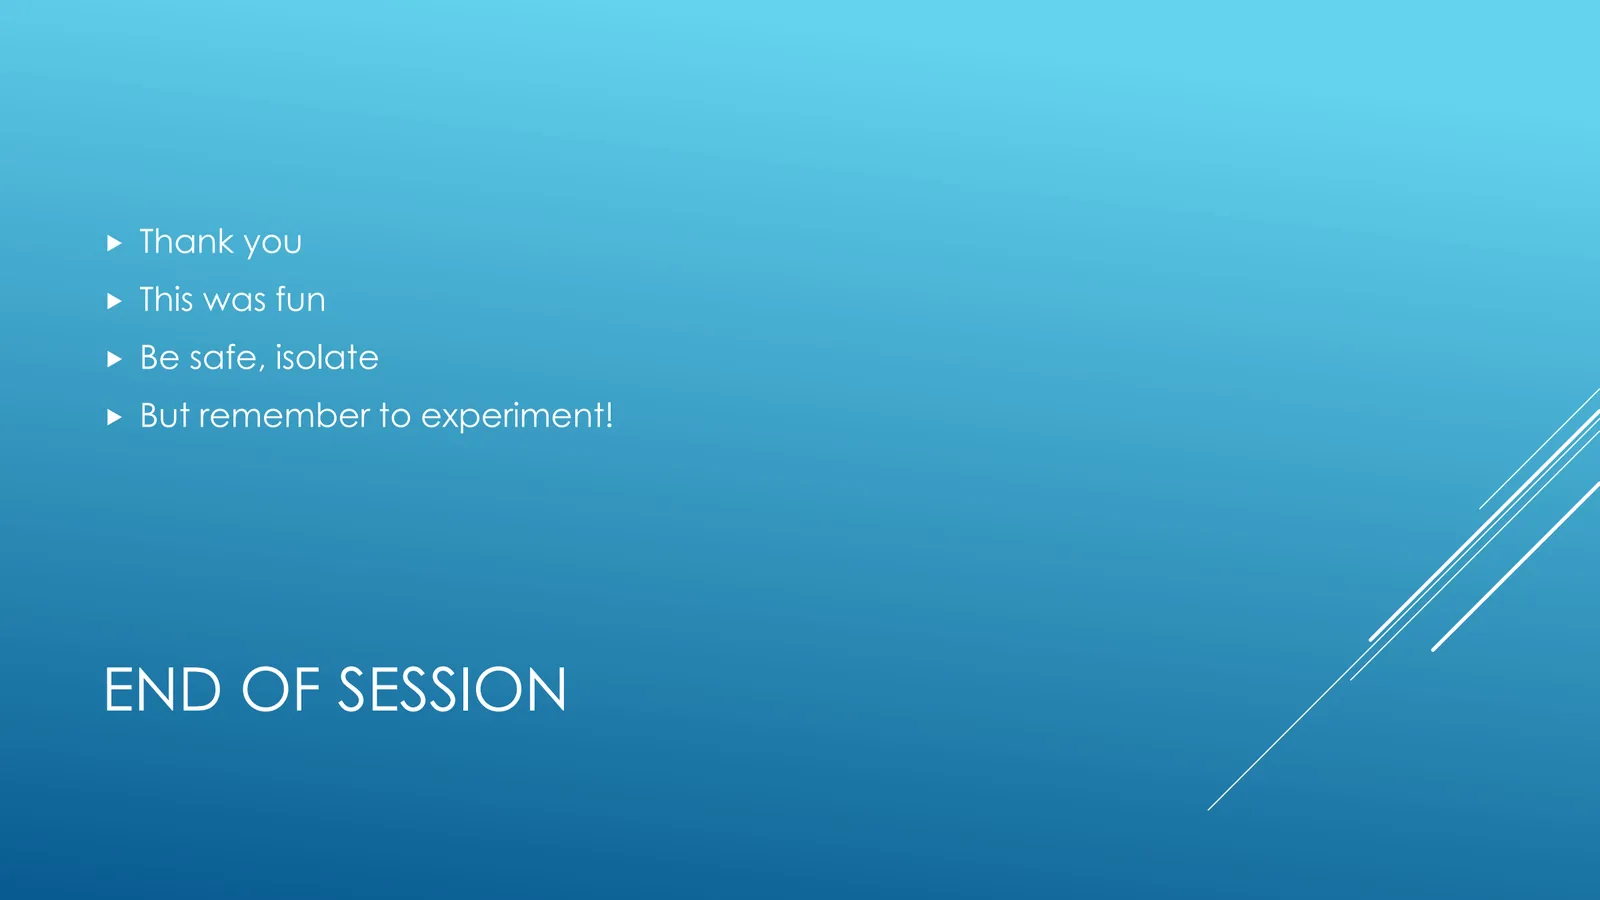 Thank you
This was fun
Be safe, isolate
But remember to experiment!
END OF SESSION